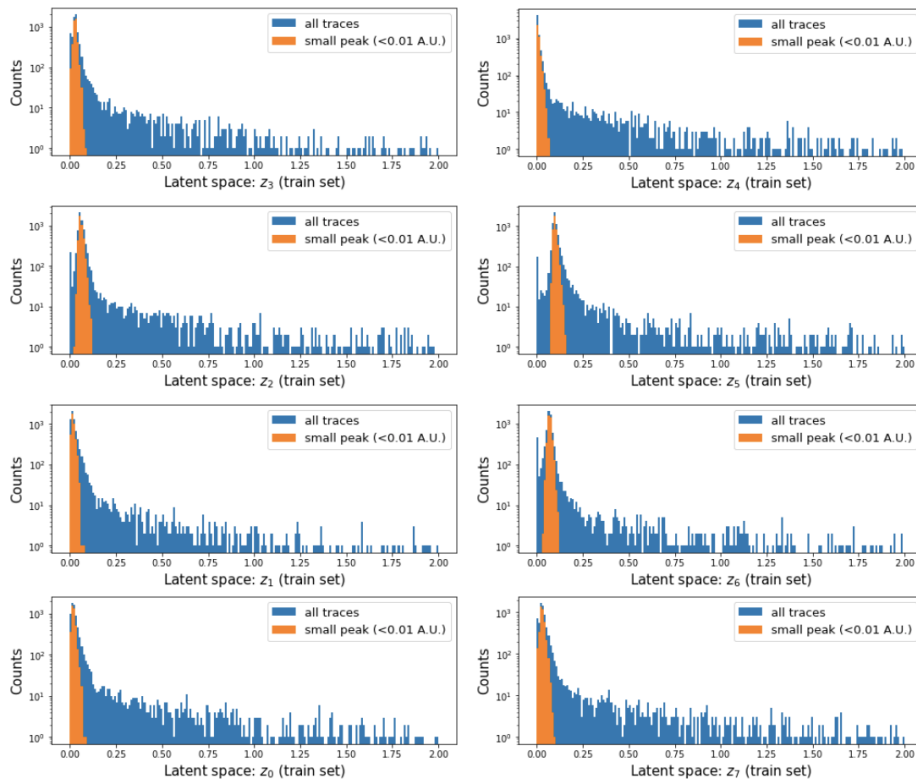 10³
10²
10¹
10⁰
Counts
all traces
small peak (<0.01 A.U.)
0.00 0.25 0.50 0.75 1.00 1.25 1.50 1.75 2.00
Latent space: z₃ (train set)
10³
10²
10¹
10⁰
Counts
all traces
small peak (<0.01 A.U.)
0.00 0.25 0.50 0.75 1.00 1.25 1.50 1.75 2.00
Latent space: z₄ (train set)
10³
10²
10¹
10⁰
Counts
all traces
small peak (<0.01 A.U.)
0.00 0.25 0.50 0.75 1.00 1.25 1.50 1.75 2.00
Latent space: z₂ (train set)
10³
10²
10¹
10⁰
Counts
all traces
small peak (<0.01 A.U.)
0.00 0.25 0.50 0.75 1.00 1.25 1.50 1.75 2.00
Latent space: z₅ (train set)
10³
10²
10¹
10⁰
Counts
all traces
small peak (<0.01 A.U.)
0.00 0.25 0.50 0.75 1.00 1.25 1.50 1.75 2.00
Latent space: z₁ (train set)
10³
10²
10¹
10⁰
Counts
all traces
small peak (<0.01 A.U.)
0.00 0.25 0.50 0.75 1.00 1.25 1.50 1.75 2.00
Latent space: z₆ (train set)
10³
10²
10¹
10⁰
Counts
all traces
small peak (<0.01 A.U.)
0.00 0.25 0.50 0.75 1.00 1.25 1.50 1.75 2.00
Latent space: z₀ (train set)
10³
10²
10¹
10⁰
Counts
all traces
small peak (<0.01 A.U.)
0.00 0.25 0.50 0.75 1.00 1.25 1.50 1.75 2.00
Latent space: z₇ (train set)